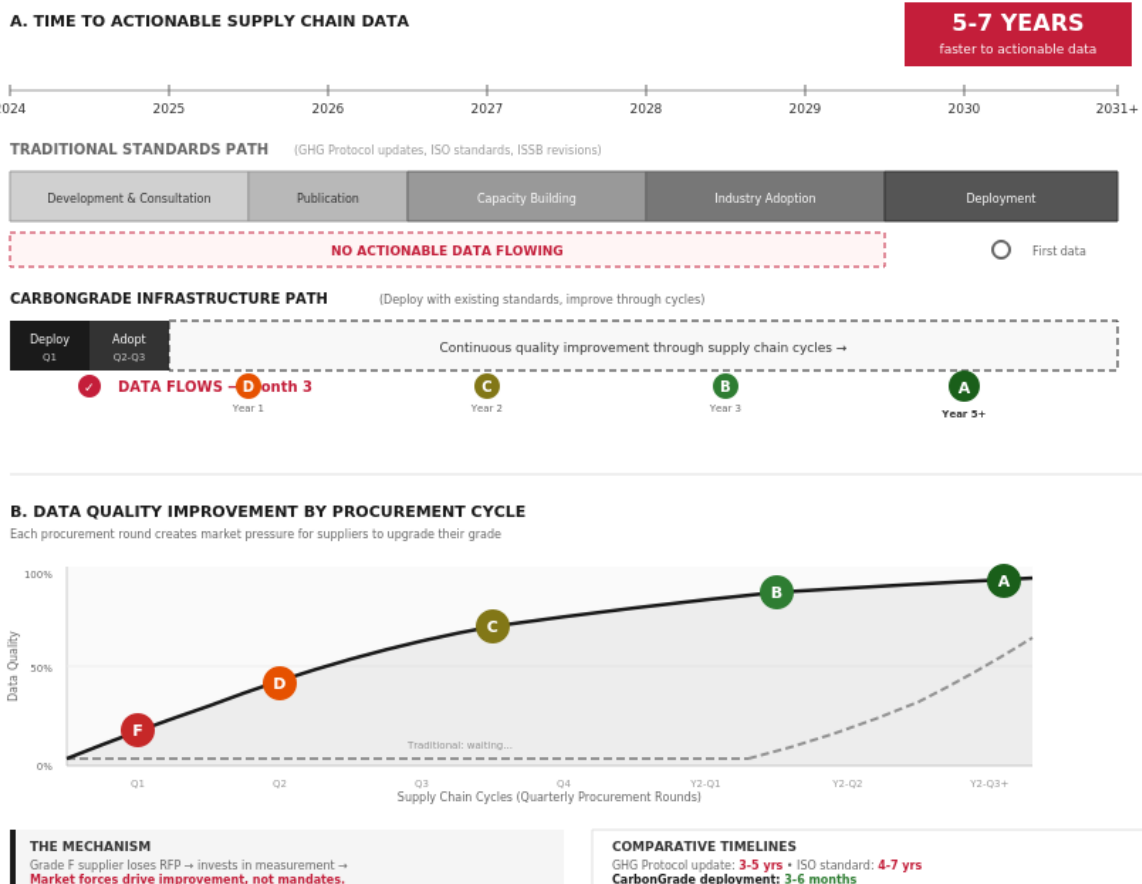 A. TIME TO ACTIONABLE SUPPLY CHAIN DATA
5-7 YEARS
faster to actionable data
2024 2025 2026 2027 2028 2029 2030 2031+
TRADITIONAL STANDARDS PATH (GHG Protocol updates, ISO standards, ISSB revisions)
Development & Consultation Publication Capacity Building Industry Adoption Deployment
NO ACTIONABLE DATA FLOWING First data
CARBONGRADE INFRASTRUCTURE PATH (Deploy with existing standards, improve through cycles)
Deploy Adopt
Q1 Q2-Q3
Continuous quality improvement through supply chain cycles →
✓ DATA FLOWS — D onth 3 C B A
Year 1 Year 2 Year 3 Year 5+
B. DATA QUALITY IMPROVEMENT BY PROCUREMENT CYCLE
Each procurement round creates market pressure for suppliers to upgrade their grade
100%
50%
0%
Data Quality
F D C B A
Traditional: waiting...
Q1 Q2 Q3 Q4 Y2-Q1 Y2-Q2 Y2-Q3+
Supply Chain Cycles (Quarterly Procurement Rounds)
THE MECHANISM
Grade F supplier loses RFP → invests in measurement →
Market forces drive improvement, not mandates.
COMPARATIVE TIMELINES
GHG Protocol update: 3-5 yrs • ISO standard: 4-7 yrs
CarbonGrade deployment: 3-6 months